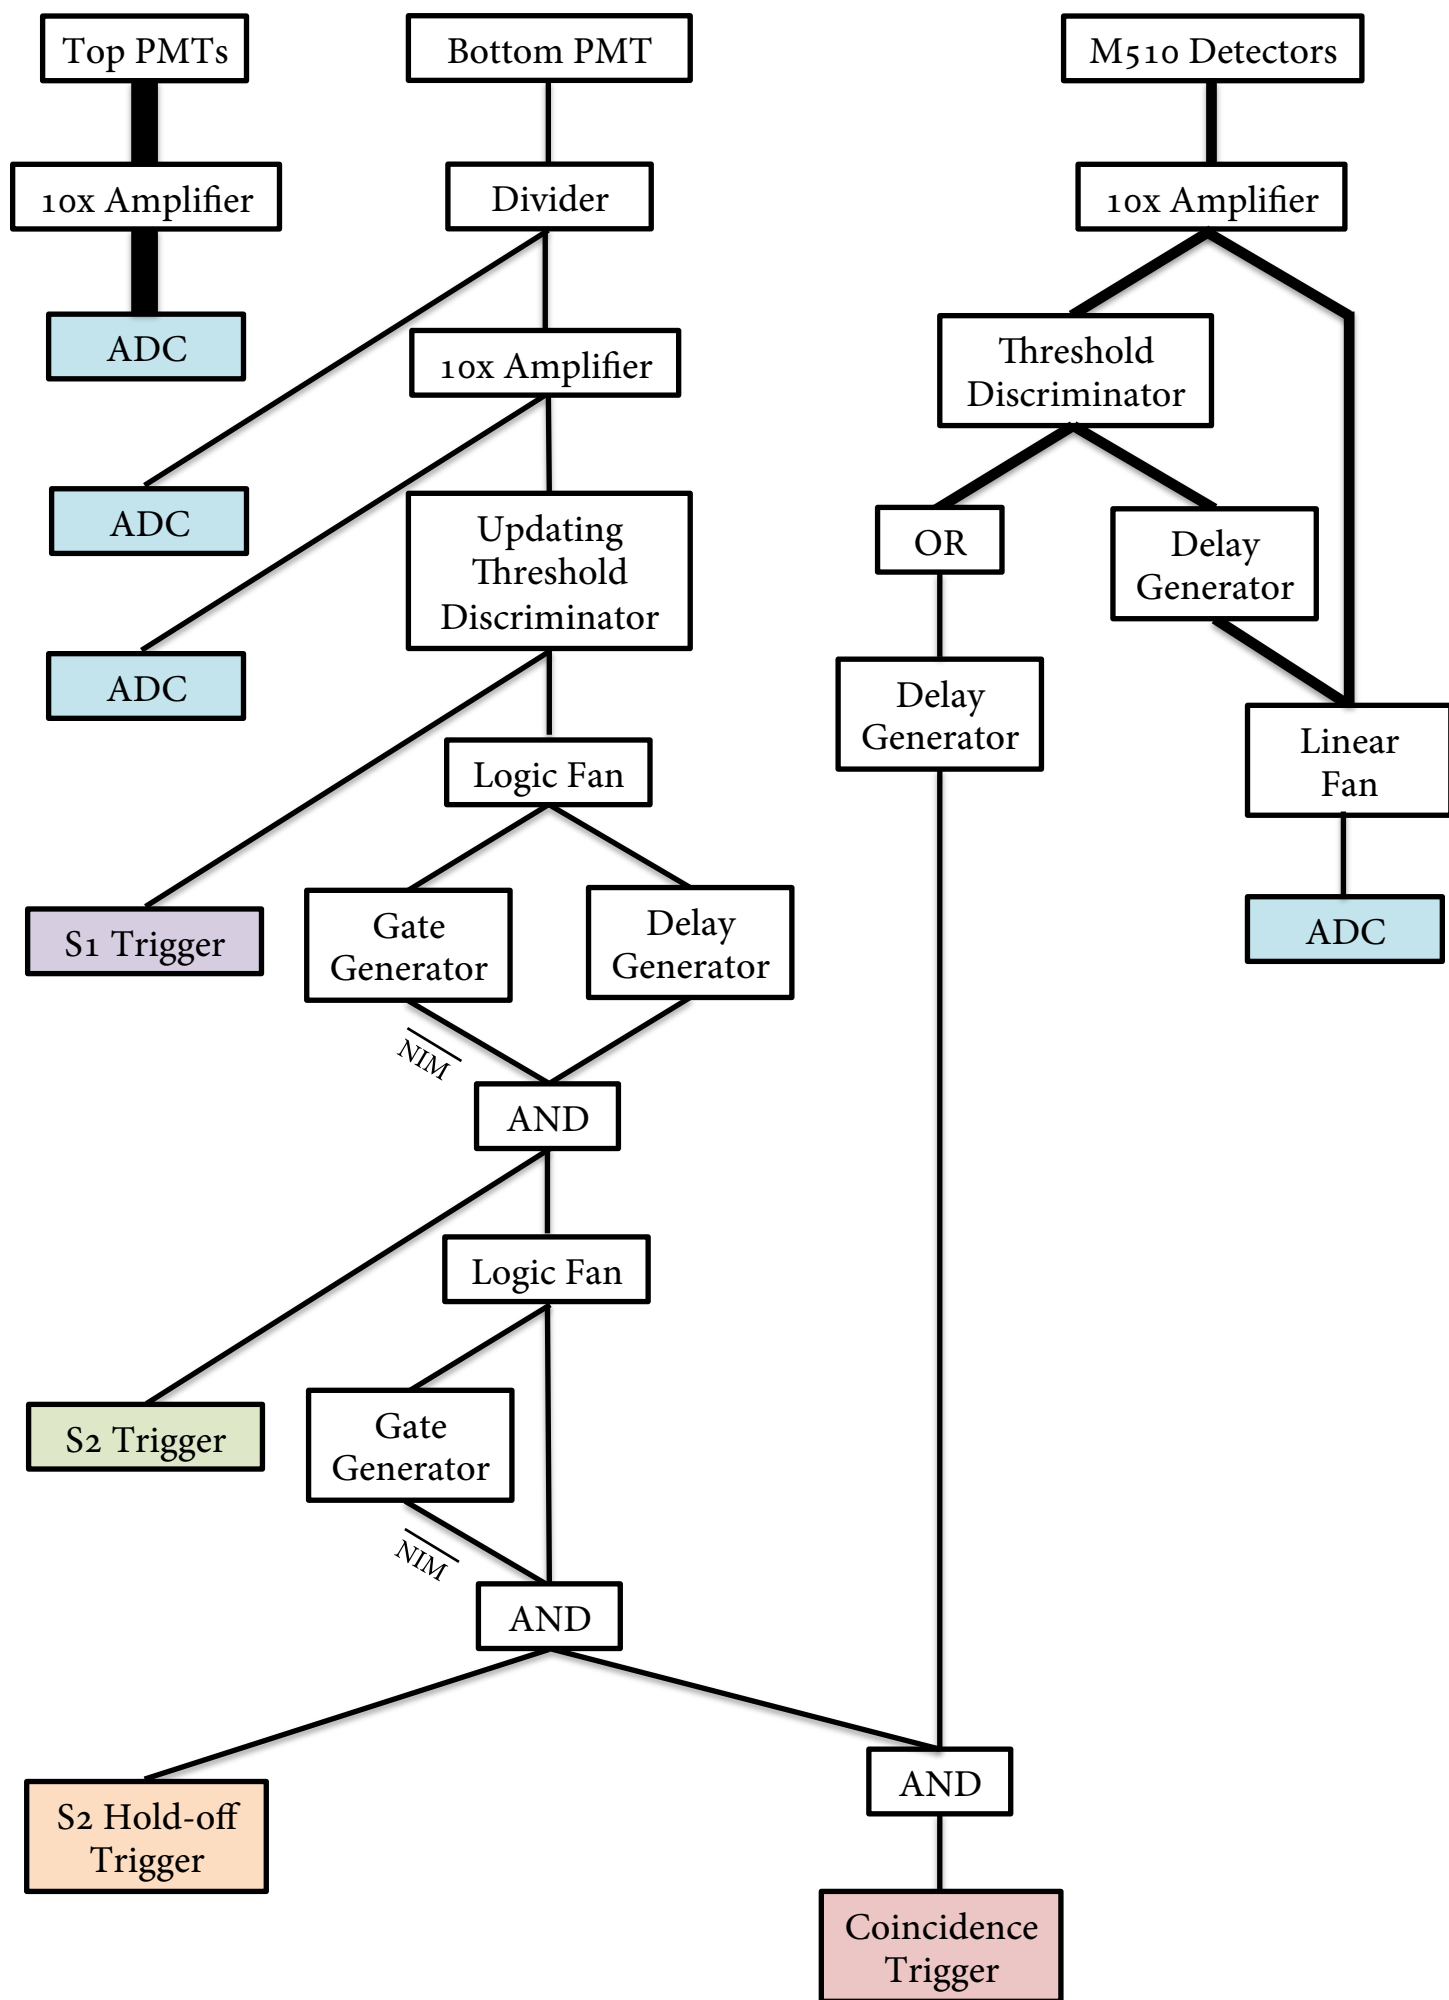 Top PMTs
Bottom PMT
M510 Detectors
10x Amplifier
Divider
10x Amplifier
ADC
10x Amplifier
Threshold
Discriminator
ADC
Updating
Threshold
Discriminator
OR
Delay
Generator
ADC
Delay
Generator
Linear
Fan
Logic Fan
S1 Trigger
Gate
Generator
Delay
Generator
ADC
NIM
AND
Logic Fan
S2 Trigger
Gate
Generator
NIM
AND
AND
S2 Hold-off
Trigger
Coincidence
Trigger